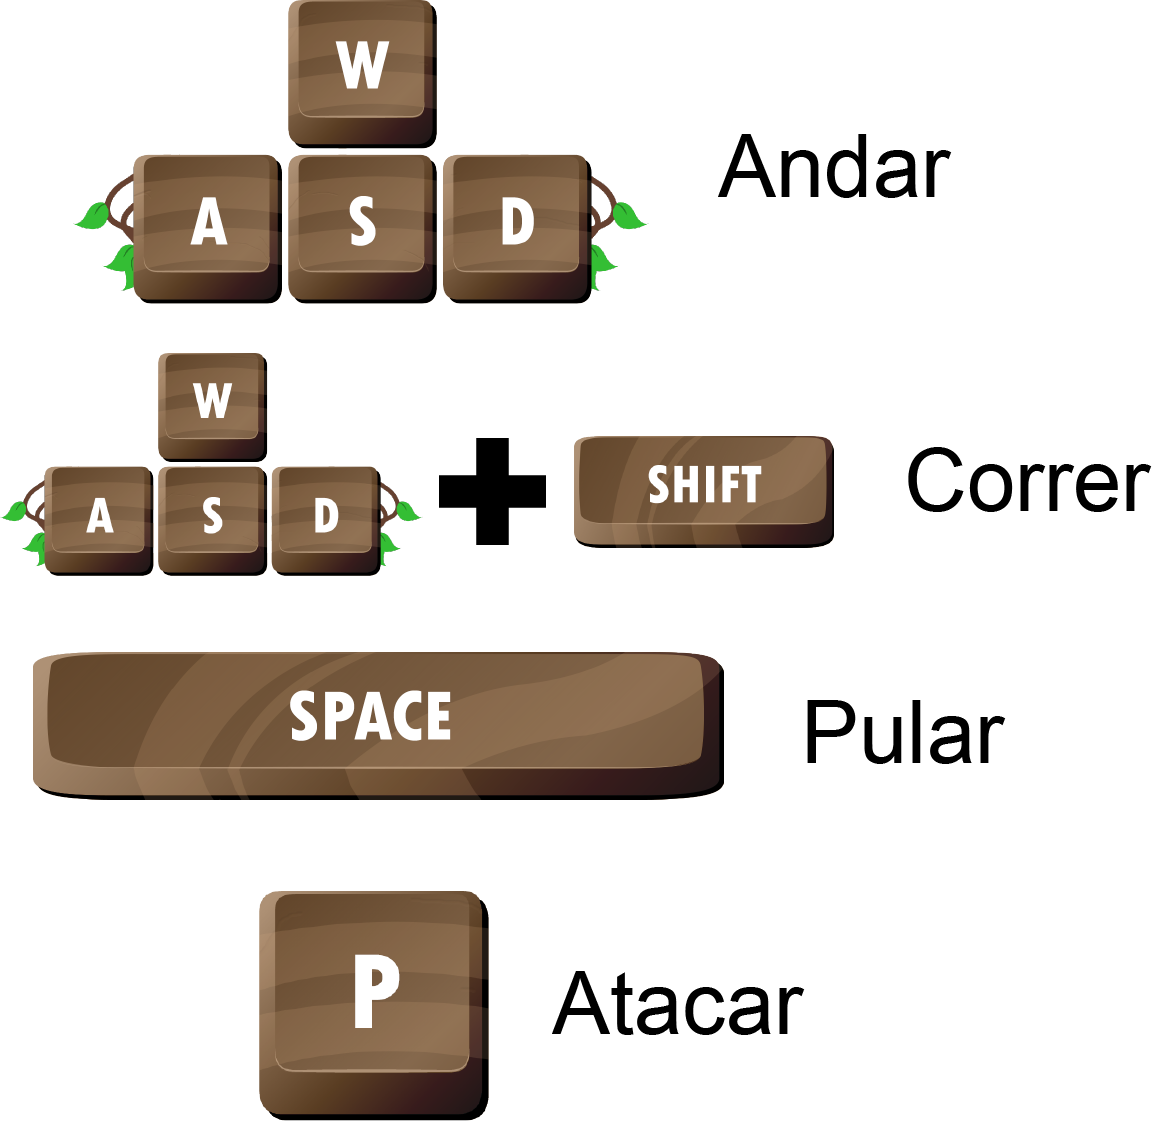 W
A S D
Andar
W
A S D + SHIFT
Correr
SPACE
Pular
P
Atacar